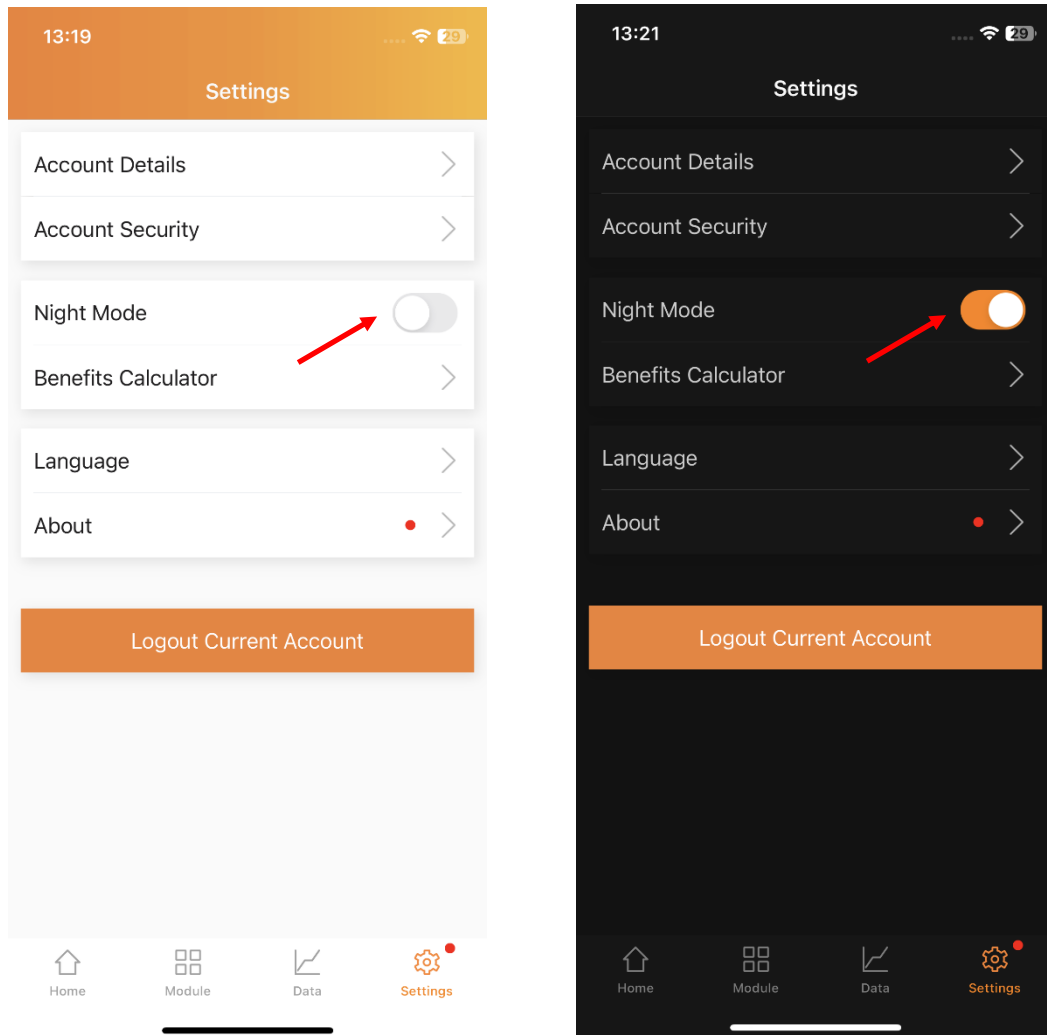 13:19
29
Settings
Account Details
Account Security
Night Mode
Benefits Calculator
Language
About
Logout Current Account
Home
Module
Data
Settings
13:21
29
Settings
Account Details
Account Security
Night Mode
Benefits Calculator
Language
About
Logout Current Account
Home
Module
Data
Settings